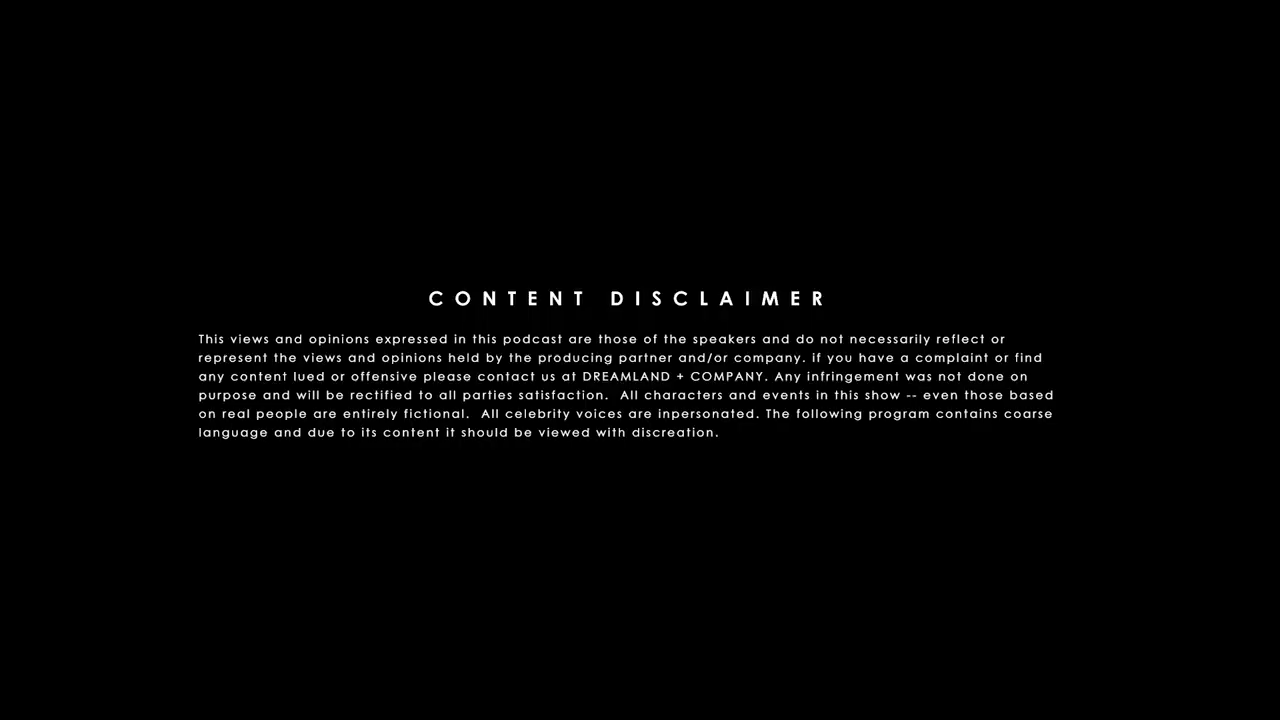 CONTENT DISCLAIMER
This views and opinions expressed in this podcast are those of the speakers and do not necessarily reflect or
represent the views and opinions held by the producing partner and/or company. if you have a complaint or find
any content lued or offensive please contact us at DREAMLAND + COMPANY. Any infringement was not done on
purpose and will be rectified to all parties satisfaction.  All characters and events in this show -- even those based
on real people are entirely fictional.  All celebrity voices are inpersonated. The following program contains coarse
language and due to its content it should be viewed with discreation.